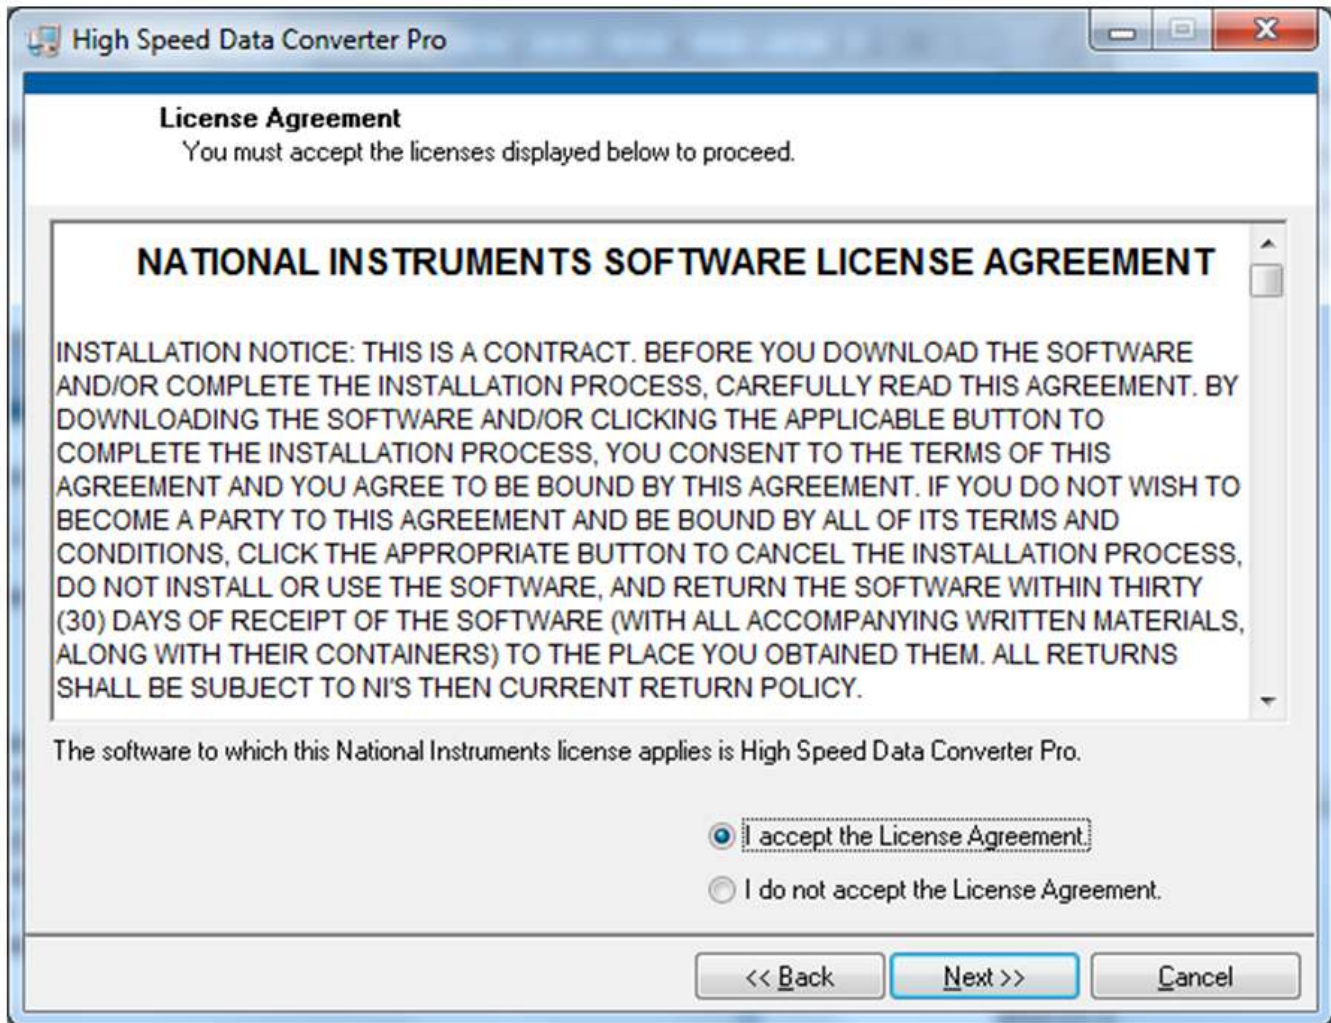 High Speed Data Converter Pro
License Agreement
You must accept the licenses displayed below to proceed.
NATIONAL INSTRUMENTS SOFTWARE LICENSE AGREEMENT
INSTALLATION NOTICE: THIS IS A CONTRACT. BEFORE YOU DOWNLOAD THE SOFTWARE
AND/OR COMPLETE THE INSTALLATION PROCESS, CAREFULLY READ THIS AGREEMENT. BY
DOWNLOADING THE SOFTWARE AND/OR CLICKING THE APPLICABLE BUTTON TO
COMPLETE THE INSTALLATION PROCESS, YOU CONSENT TO THE TERMS OF THIS
AGREEMENT AND YOU AGREE TO BE BOUND BY THIS AGREEMENT. IF YOU DO NOT WISH TO
BECOME A PARTY TO THIS AGREEMENT AND BE BOUND BY ALL OF ITS TERMS AND
CONDITIONS, CLICK THE APPROPRIATE BUTTON TO CANCEL THE INSTALLATION PROCESS,
DO NOT INSTALL OR USE THE SOFTWARE, AND RETURN THE SOFTWARE WITHIN THIRTY
(30) DAYS OF RECEIPT OF THE SOFTWARE (WITH ALL ACCOMPANYING WRITTEN MATERIALS,
ALONG WITH THEIR CONTAINERS) TO THE PLACE YOU OBTAINED THEM. ALL RETURNS
SHALL BE SUBJECT TO NI'S THEN CURRENT RETURN POLICY.
The software to which this National Instruments license applies is High Speed Data Converter Pro.
I accept the License Agreement.
I do not accept the License Agreement.
<< Back Next >> Cancel